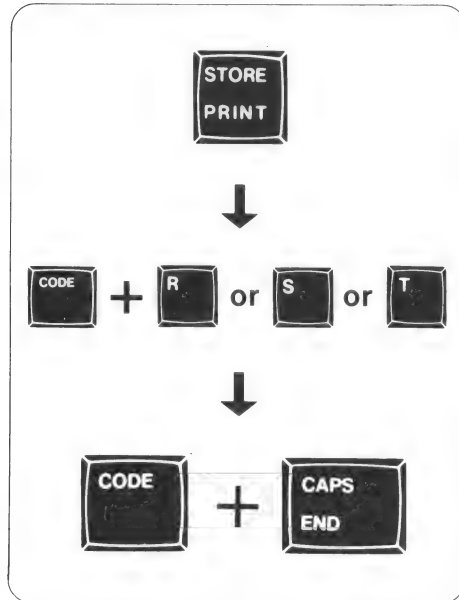 STORE
PRINT
CODE + R or S or T
CODE + CAPS
END